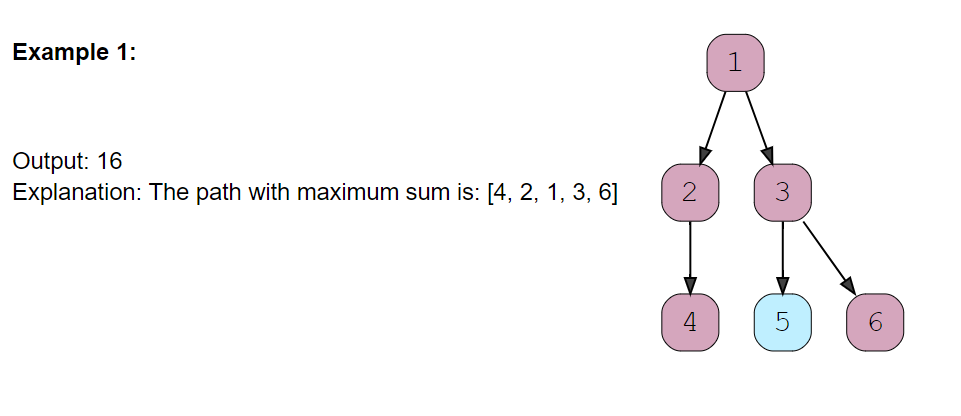 Example 1:
1
Output: 16
Explanation: The path with maximum sum is: [4, 2, 1, 3, 6]
2 3
4 5 6